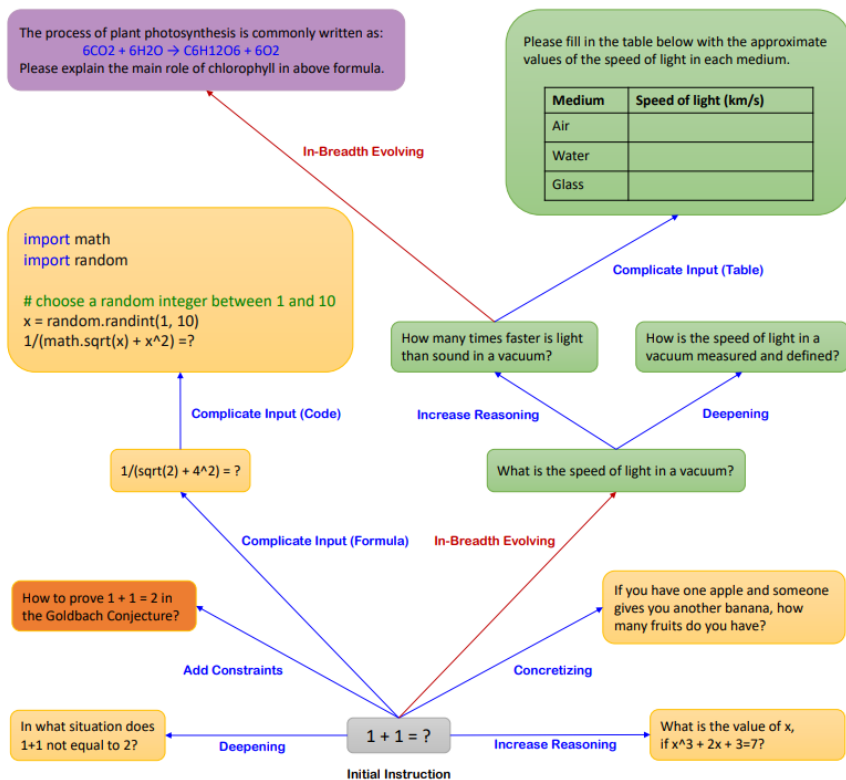 The process of plant photosynthesis is commonly written as:
6CO2 + 6H2O → C6H12O6 + 6O2
Please explain the main role of chlorophyll in above formula.
Please fill in the table below with the approximate
values of the speed of light in each medium.
Medium Speed of light (km/s)
Air
Water
Glass
In-Breadth Evolving
import math
import random
# choose a random integer between 1 and 10
x = random.randint(1, 10)
1/(math.sqrt(x) + x^2) =?
Complicate Input (Table)
How many times faster is light
than sound in a vacuum?
How is the speed of light in a
vacuum measured and defined?
Complicate Input (Code)
Increase Reasoning
Deepening
1/(sqrt(2) + 4^2) = ?
What is the speed of light in a vacuum?
Complicate Input (Formula)
In-Breadth Evolving
How to prove 1 + 1 = 2 in
the Goldbach Conjecture?
If you have one apple and someone
gives you another banana, how
many fruits do you have?
Add Constraints
Concretizing
In what situation does
1+1 not equal to 2?
Deepening
1 + 1 = ?
Increase Reasoning
What is the value of x,
if x^3 + 2x + 3=7?
Initial Instruction